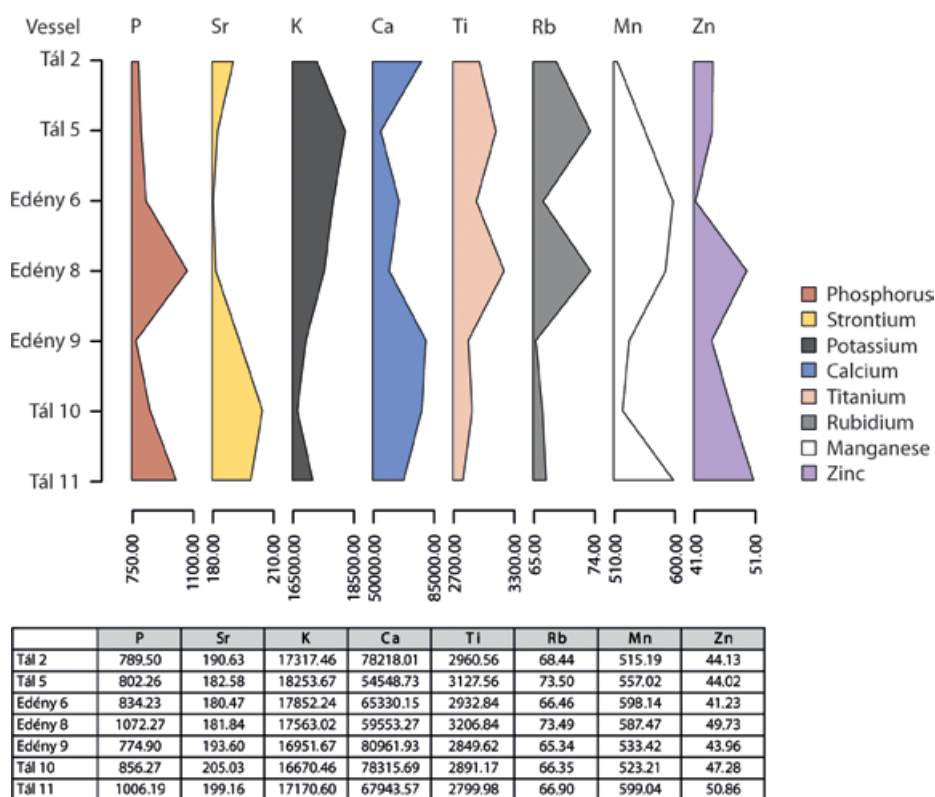 Vessel P Sr K Ca Ti Rb Mn Zn
Tál 2
Tál 5
Edény 6
Edény 8
Edény 9
Tál 10
Tál 11
Phosphorus
Strontium
Potassium
Calcium
Titanium
Rubidium
Manganese
Zinc
750.00 1100.00 180.00 210.00 16500.00 18500.00 50000.00 85000.00 2700.00 3300.00 65.00 74.00 510.00 600.00 41.00 51.00
P Sr K Ca Ti Rb Mn Zn
Tál 2 789.50 190.63 17317.46 78218.01 2960.56 68.44 515.19 44.13
Tál 5 802.26 182.58 18253.67 54548.73 3127.56 73.50 557.02 44.02
Edény 6 834.23 180.47 17852.24 65330.15 2932.84 66.46 598.14 41.23
Edény 8 1072.27 181.84 17563.02 59553.27 3206.84 73.49 587.47 49.73
Edény 9 774.90 193.60 16951.67 80961.93 2849.62 65.34 533.42 43.96
Tál 10 856.27 205.03 16670.46 78315.69 2891.17 66.35 523.21 47.28
Tál 11 1006.19 199.16 17170.60 67943.57 2799.98 66.90 599.04 50.86